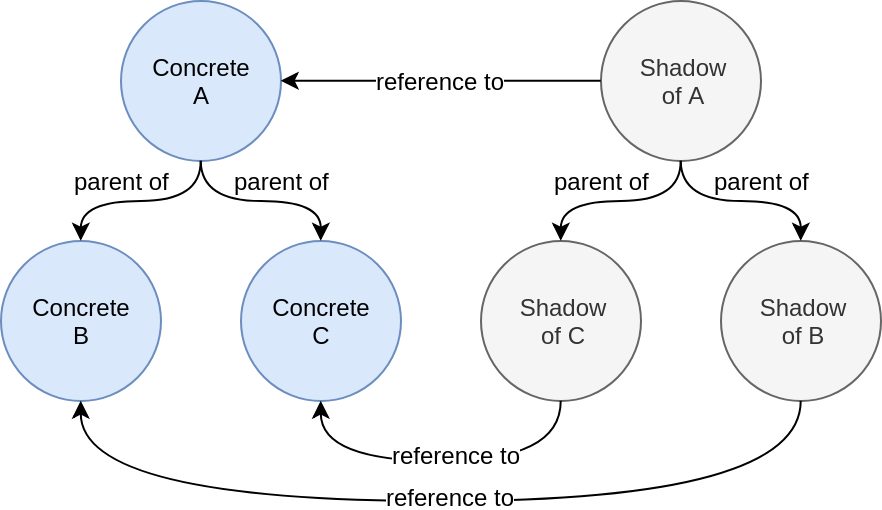 Concrete
A
reference to
Shadow
of A
parent of
parent of
parent of
parent of
Concrete
B
Concrete
C
Shadow
of C
Shadow
of B
reference to
reference to